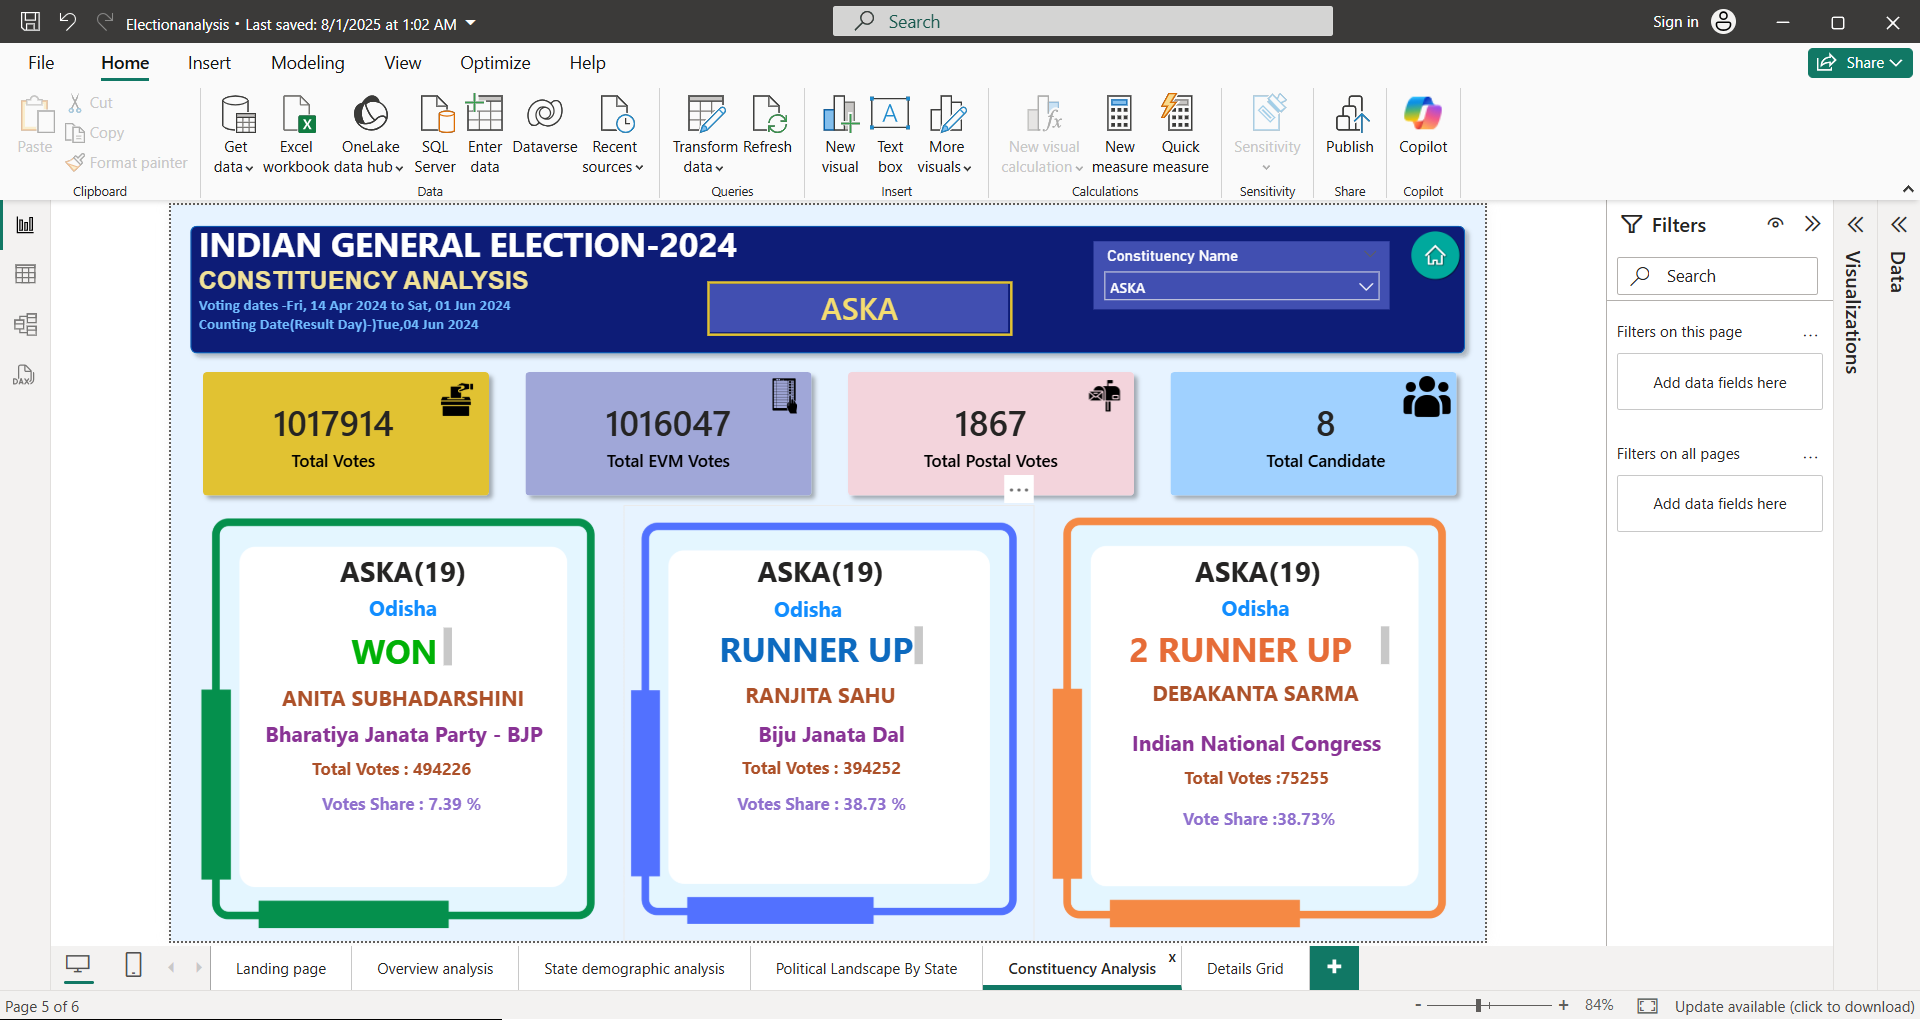 Electionanalysis • Last saved: 8/1/2025 at 1:02 AM
Search
Sign in
File
Home
Insert
Modeling
View
Optimize
Help
Share
Paste
Cut
Copy
Format painter
Clipboard
Get data
Excel workbook
OneLake data hub
SQL Server
Enter data
Dataverse
Recent sources
Data
Transform data
Refresh
Queries
New visual
Text box
A
More visuals
Insert
New visual calculation
New measure
Quick measure
Calculations
Sensitivity
Sensitivity
Publish
Share
Copilot
Copilot
DAX
INDIAN GENERAL ELECTION-2024
CONSTITUENCY ANALYSIS
Voting dates -Fri, 14 Apr 2024 to Sat, 01 Jun 2024
Counting Date(Result Day)-)Tue,04 Jun 2024
ASKA
Constituency Name
ASKA
1017914
Total Votes
1016047
Total EVM Votes
1867
Total Postal Votes
8
Total Candidate
ASKA(19)
Odisha
WON
ANITA SUBHADARSHINI
Bharatiya Janata Party - BJP
Total Votes : 494226
Votes Share : 7.39 %
ASKA(19)
Odisha
RUNNER UP
RANJITA SAHU
Biju Janata Dal
Total Votes : 394252
Votes Share : 38.73 %
ASKA(19)
Odisha
2 RUNNER UP
DEBAKANTA SARMA
Indian National Congress
Total Votes :75255
Vote Share :38.73%
Filters
Search
Filters on this page
Add data fields here
Filters on all pages
Add data fields here
Visualizations
Data
Landing page
Overview analysis
State demographic analysis
Political Landscape By State
Constituency Analysis
x
Details Grid
+
Page 5 of 6
- + 84%
Update available (click to download)